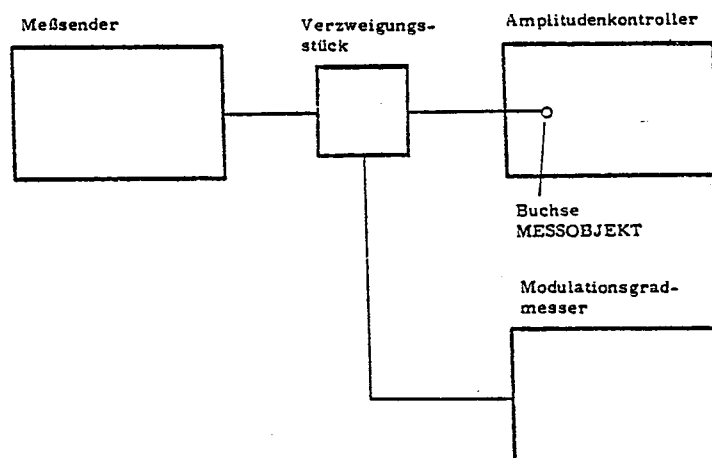 Meßsender
Verzweigungs-
stück
Amplitudenkontroller
Buchse
MESSOBJEKT
Modulationsgrad-
messer